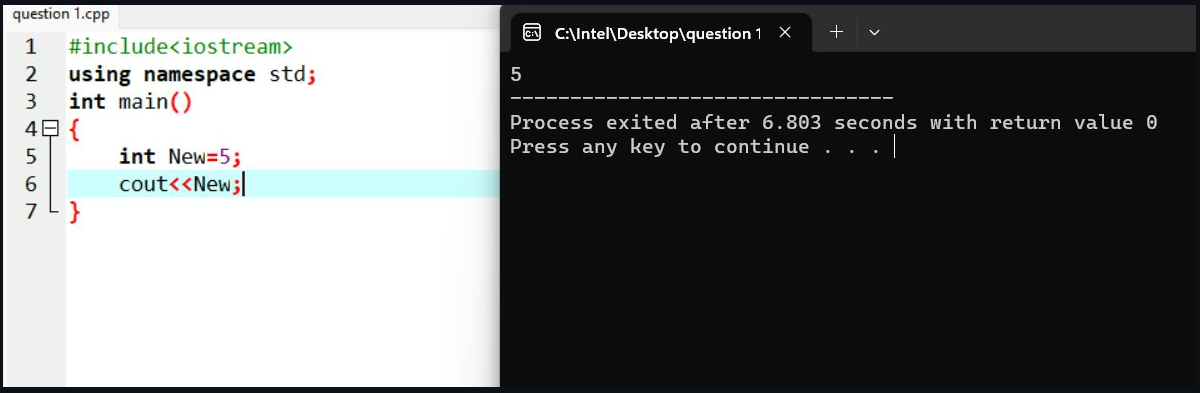 question 1.cpp
1 #include<iostream>
2 using namespace std;
3 int main()
4 {
5 int New=5;
6 cout<<New;
7 }
C:\Intel\Desktop\question 1
5
--------------------------------
Process exited after 6.803 seconds with return value 0
Press any key to continue . . .